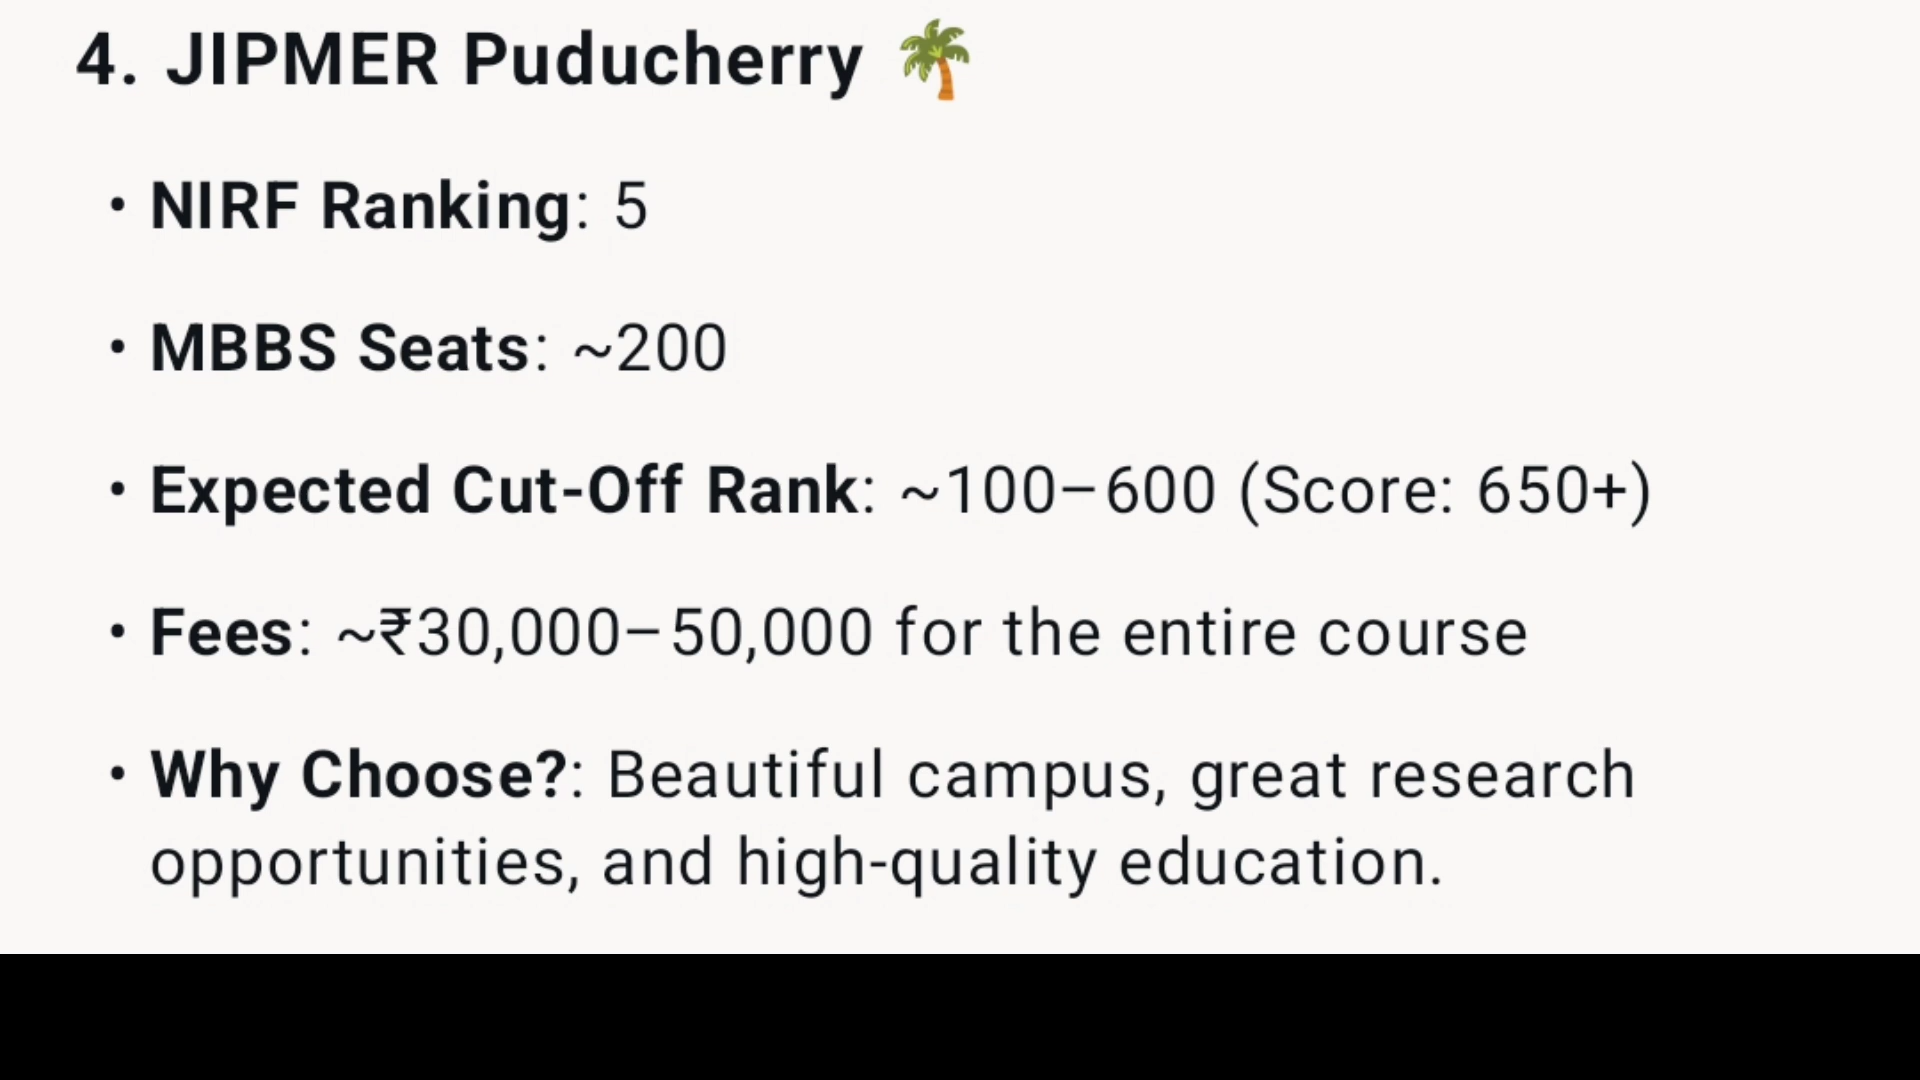 4. JIPMER Puducherry 🌴
• NIRF Ranking: 5
• MBBS Seats: ~200
• Expected Cut-Off Rank: ~100–600 (Score: 650+)
• Fees: ~₹30,000–50,000 for the entire course
• Why Choose?: Beautiful campus, great research
opportunities, and high-quality education.